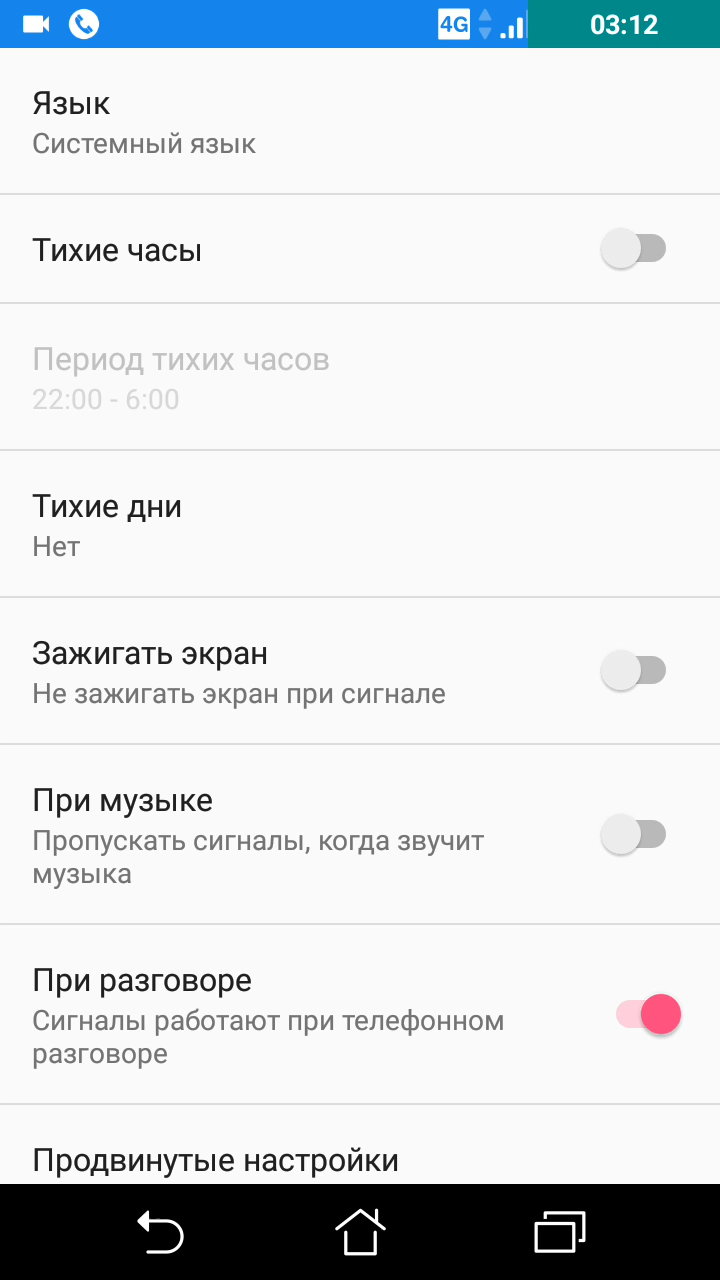 4G 03:12
Язык
Системный язык
Тихие часы
Период тихих часов
22:00 - 6:00
Тихие дни
Нет
Зажигать экран
Не зажигать экран при сигнале
При музыке
Пропускать сигналы, когда звучит
музыка
При разговоре
Сигналы работают при телефонном
разговоре
Продвинутые настройки